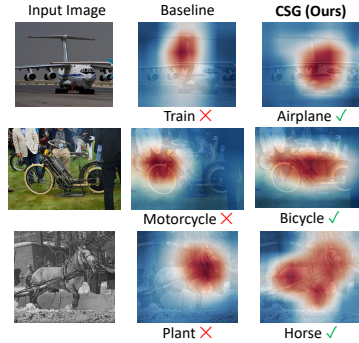 Input Image Baseline CSG (Ours)
Train ✕ Airplane ✓
Motorcycle ✕ Bicycle ✓
Plant ✕ Horse ✓